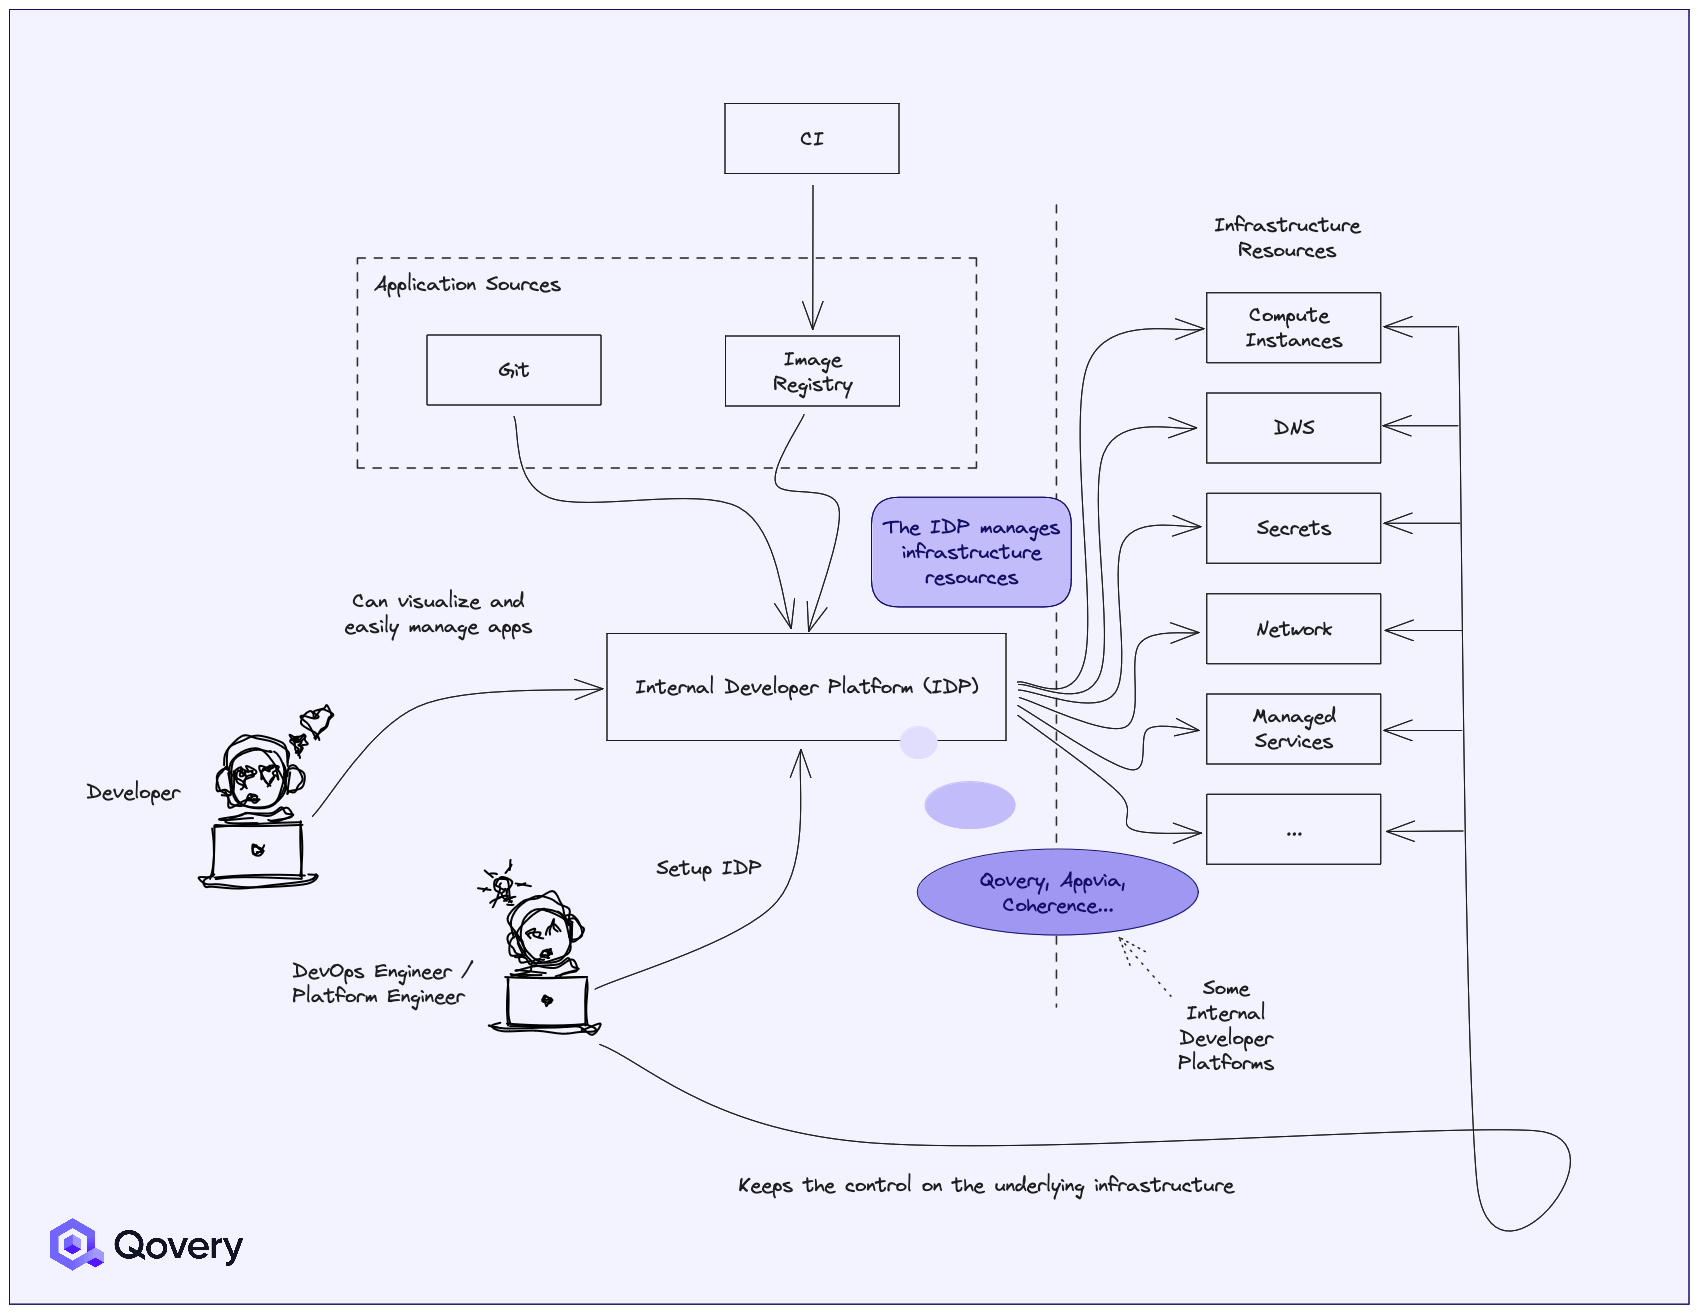 CI
Infrastructure
Resources
Application Sources
Compute
Instances
Git
Image
Registry
DNS
The IDP manages
infrastructure
resources
Secrets
Can visualize and
easily manage apps
Network
Internal Developer Platform (IDP)
Managed
Services
Developer
...
Setup IDP
Qovery, Appvia,
Coherence...
DevOps Engineer /
Platform Engineer
Some
Internal
Developer
Platforms
Keeps the control on the underlying infrastructure
Qovery